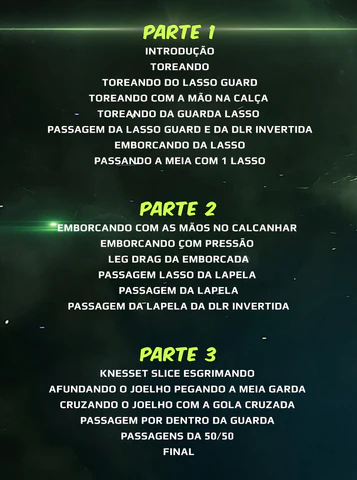 PARTE 1
INTRODUÇÃO
TOREANDO
TOREANDO DO LASSO GUARD
TOREANDO COM A MÃO NA CALÇA
TOREANDO DA GUARDA LASSO
PASSAGEM DA LASSO GUARD E DA DLR INVERTIDA
EMBORCANDO DA LASSO
PASSANDO A MEIA COM 1 LASSO
PARTE 2
EMBORCANDO COM AS MÃOS NO CALCANHAR
EMBORCANDO COM PRESSÃO
LEG DRAG DA EMBORCADA
PASSAGEM LASSO DA LAPELA
PASSAGEM DA LAPELA
PASSAGEM DA LAPELA DA DLR INVERTIDA
PARTE 3
KNESSET SLICE ESGRIMANDO
AFUNDANDO O JOELHO PEGANDO A MEIA GARDA
CRUZANDO O JOELHO COM A GOLA CRUZADA
PASSAGEM POR DENTRO DA GUARDA
PASSAGENS DA 50/50
FINAL